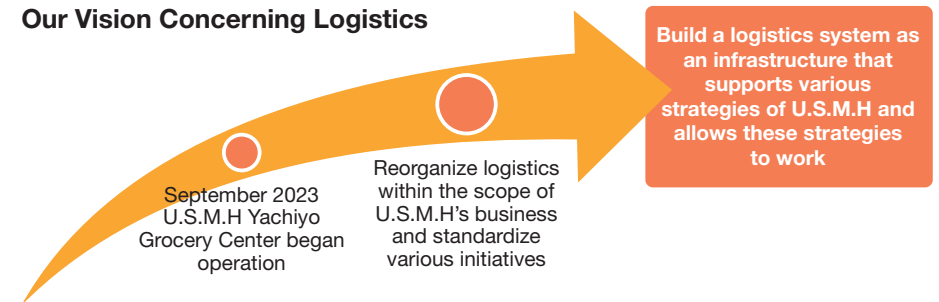 Our Vision Concerning Logistics
September 2023
U.S.M.H Yachiyo
Grocery Center began
operation
Reorganize logistics
within the scope of
U.S.M.H's business
and standardize
various initiatives
Build a logistics system as
an infrastructure that
supports various
strategies of U.S.M.H and
allows these strategies
to work